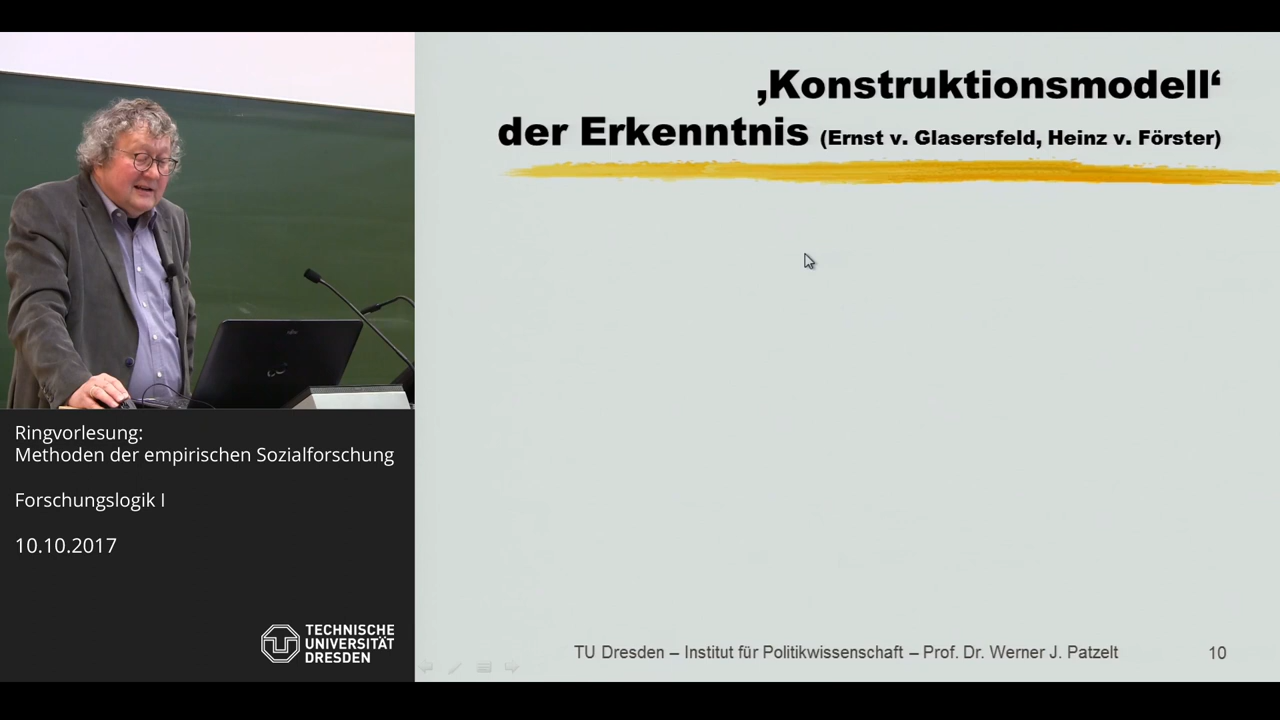 ‚Konstruktionsmodell‘
der Erkenntnis (Ernst v. Glasersfeld, Heinz v. Förster)
Ringvorlesung:
Methoden der empirischen Sozialforschung
Forschungslogik I
10.10.2017
TECHNISCHE
UNIVERSITÄT
DRESDEN
TU Dresden – Institut für Politikwissenschaft – Prof. Dr. Werner J. Patzelt
10